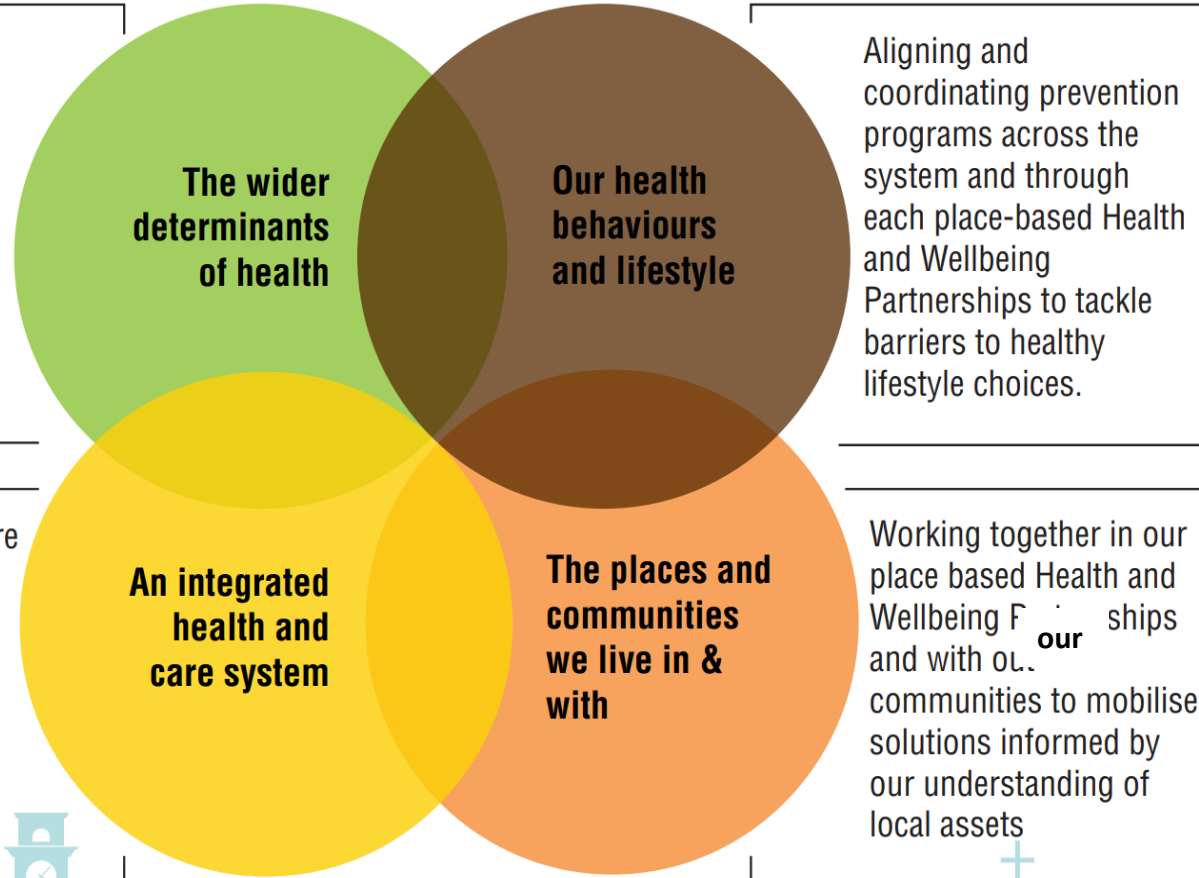 The wider
determinants
of health
Our health
behaviours
and lifestyle
Aligning and
coordinating prevention
programs across the
system and through
each place-based Health
and Wellbeing
Partnerships to tackle
barriers to healthy
lifestyle choices.
re
An integrated
health and
care system
The places and
communities
we live in &
with
Working together in our
place based Health and
Wellbeing ships
our
and with
communities to mobilise
solutions informed by
our understanding of
local assets